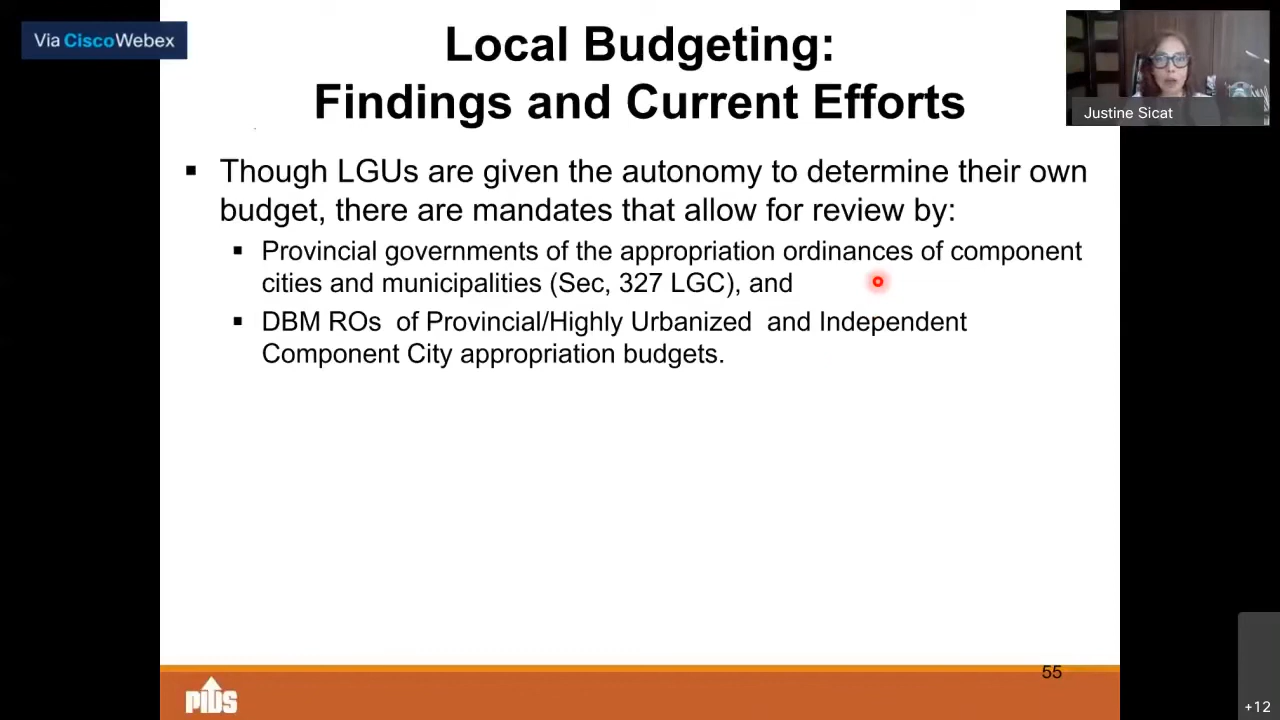 Via CiscoWebex
Local Budgeting:
Findings and Current Efforts
Justine Sicat
▪ Though LGUs are given the autonomy to determine their own
budget, there are mandates that allow for review by:
▪ Provincial governments of the appropriation ordinances of component
cities and municipalities (Sec, 327 LGC), and
▪ DBM ROs of Provincial/Highly Urbanized and Independent
Component City appropriation budgets.
55
PIDS
+12